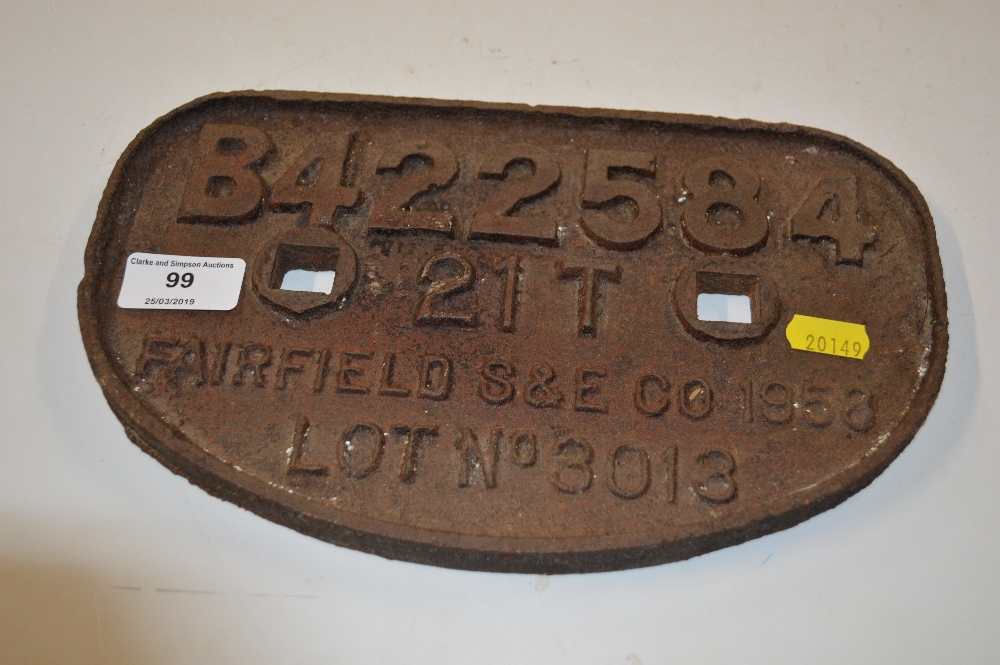 B422584
21T
FAIRFIELD S&E CO 1958
LOT Nº 3013
Clarke and Simpson Auctions
99
25/03/2019
20149